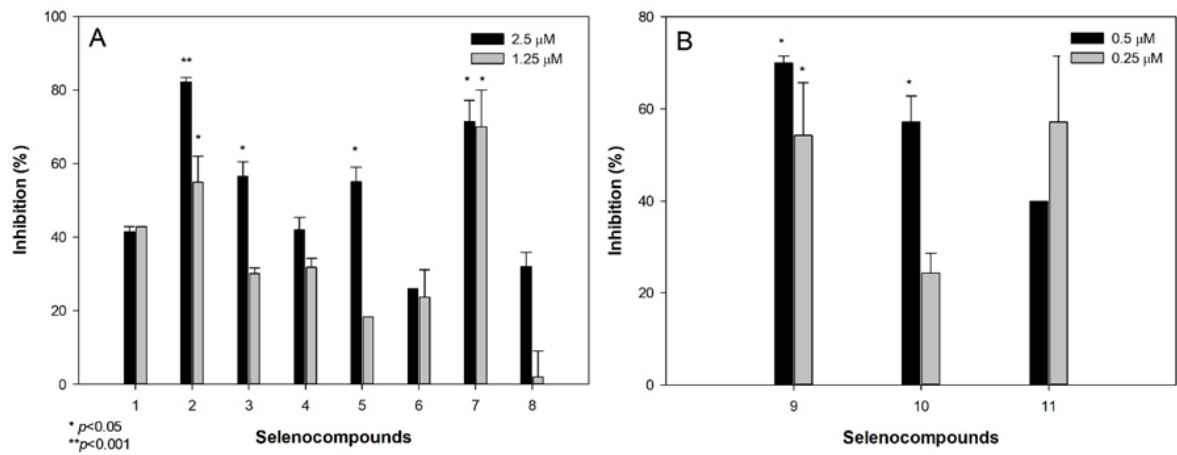 A
2.5 μM
1.25 μM
Inhibition (%)
100
80
60
40
20
0
**
*
*
*
* *
1 2 3 4 5 6 7 8
* p<0.05
**p<0.001
Selenocompounds
B
0.5 μM
0.25 μM
Inhibition (%)
80
60
40
20
0
*
*
*
9 10 11
Selenocompounds